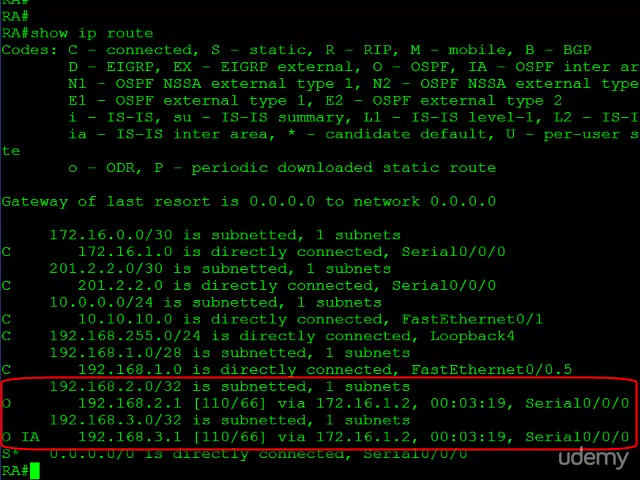 RA#
RA#
RA#show ip route
Codes: C - connected, S - static, R - RIP, M - mobile, B - BGP
D - EIGRP, EX - EIGRP external, O - OSPF, IA - OSPF inter ar
N1 - OSPF NSSA external type 1, N2 - OSPF NSSA external type
E1 - OSPF external type 1, E2 - OSPF external type 2
i - IS-IS, su - IS-IS summary, L1 - IS-IS level-1, L2 - IS-I
ia - IS-IS inter area, * - candidate default, U - per-user s
te
o - ODR, P - periodic downloaded static route
Gateway of last resort is 0.0.0.0 to network 0.0.0.0
172.16.0.0/30 is subnetted, 1 subnets
C 172.16.1.0 is directly connected, Serial0/0/0
201.2.2.0/30 is subnetted, 1 subnets
C 201.2.2.0 is directly connected, Serial0/0/0
10.0.0.0/24 is subnetted, 1 subnets
C 10.10.10.0 is directly connected, FastEthernet0/1
C 192.168.255.0/24 is directly connected, Loopback4
192.168.1.0/28 is subnetted, 1 subnets
C 192.168.1.0 is directly connected, FastEthernet0/0.5
192.168.2.0/32 is subnetted, 1 subnets
O 192.168.2.1 [110/66] via 172.16.1.2, 00:03:19, Serial0/0/0
192.168.3.0/32 is subnetted, 1 subnets
O IA 192.168.3.1 [110/66] via 172.16.1.2, 00:03:19, Serial0/0/0
S* 0.0.0.0/0 is directly connected, Serial0/0/0
RA#
udemy